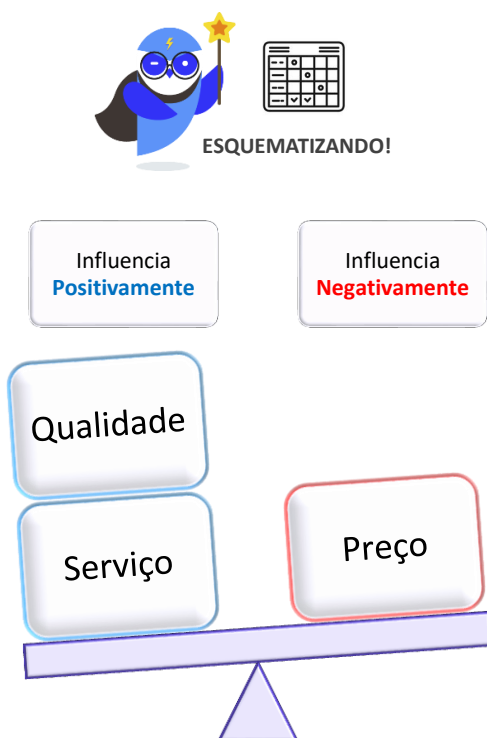 ESQUEMATIZANDO!
Influencia
Positivamente
Influencia
Negativamente
Qualidade
Serviço
Preço